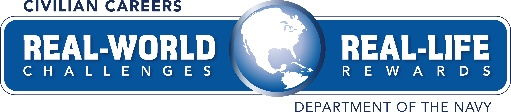 CIVILIAN CAREERS
REAL-WORLD REAL-LIFE
CHALLENGES REWARDS
DEPARTMENT OF THE NAVY